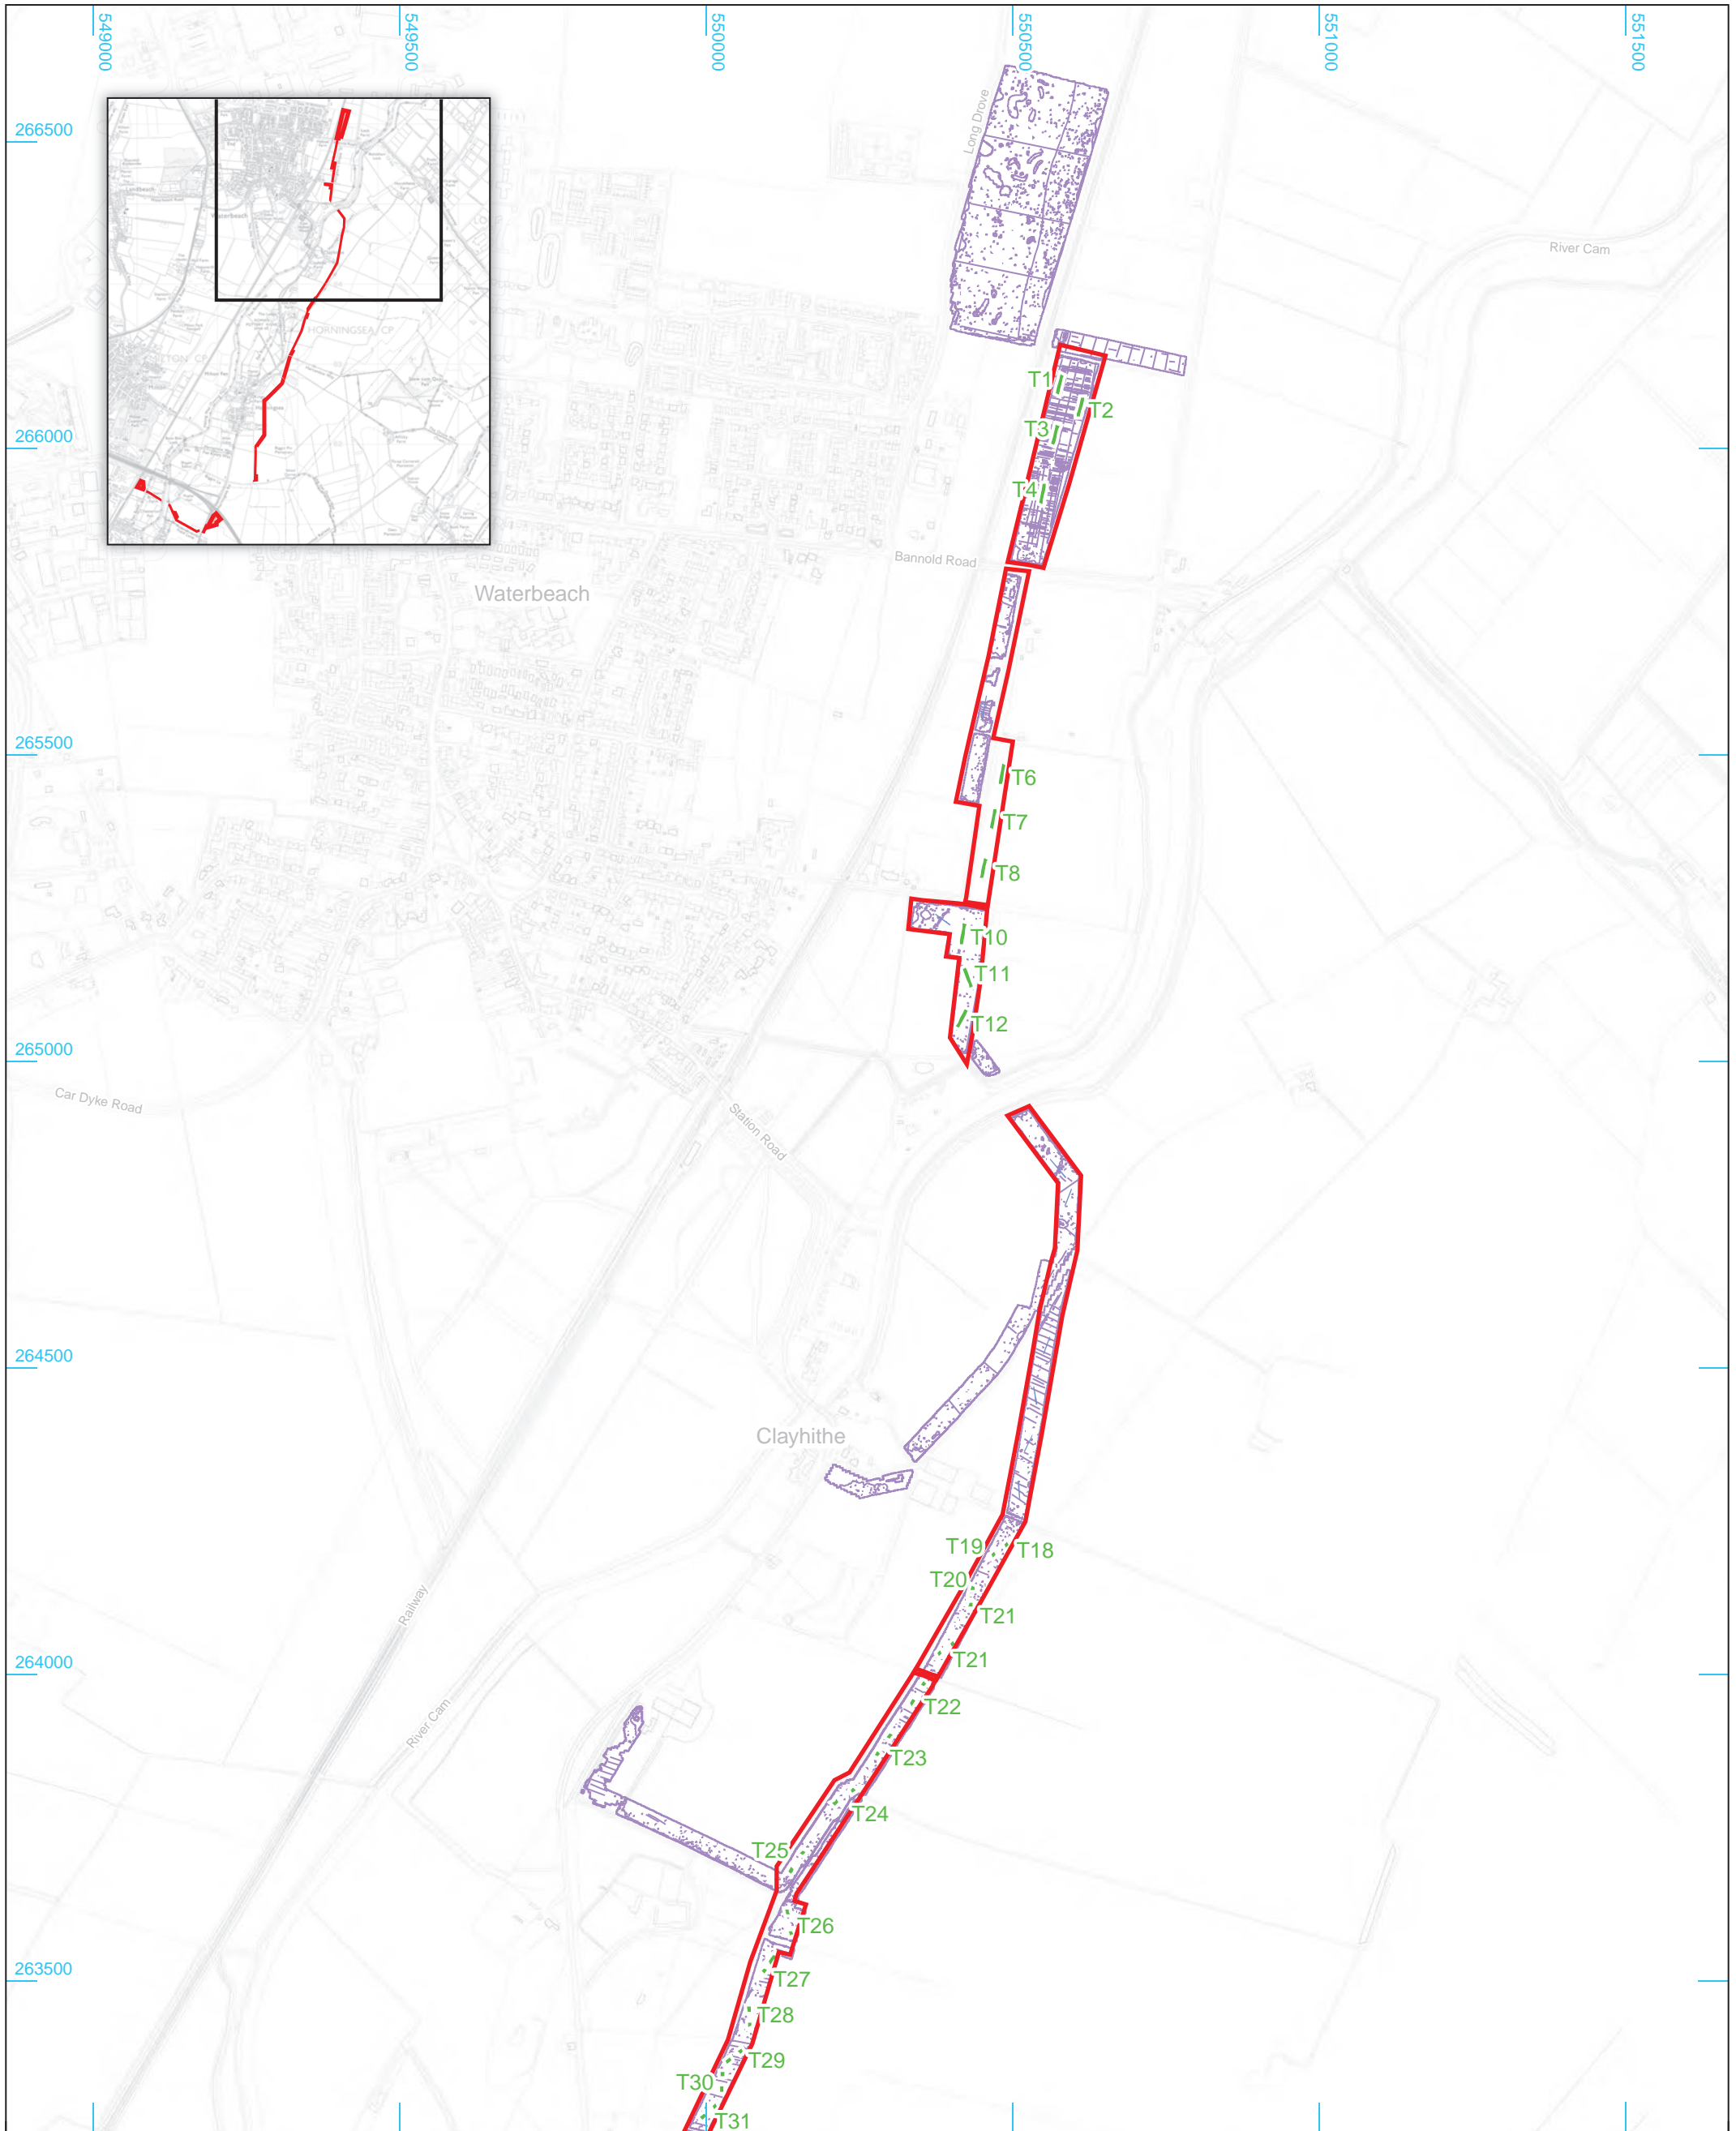 549000
549500
550000
550500
551000
551500
266500
266000
265500
265000
264500
264000
263500
Long Drove
River Cam
HORNINGSEA CP
Landbeach
Waterbeach
T1
T2
T3
T4
Bannold Road
Waterbeach
T6
T7
T8
T10
T11
T12
Car Dyke Road
Station Road
Clayhithe
T19
T18
T20
T21
T21
Railway
River Cam
T22
T23
T24
T25
T26
T27
T28
T29
T30
T31